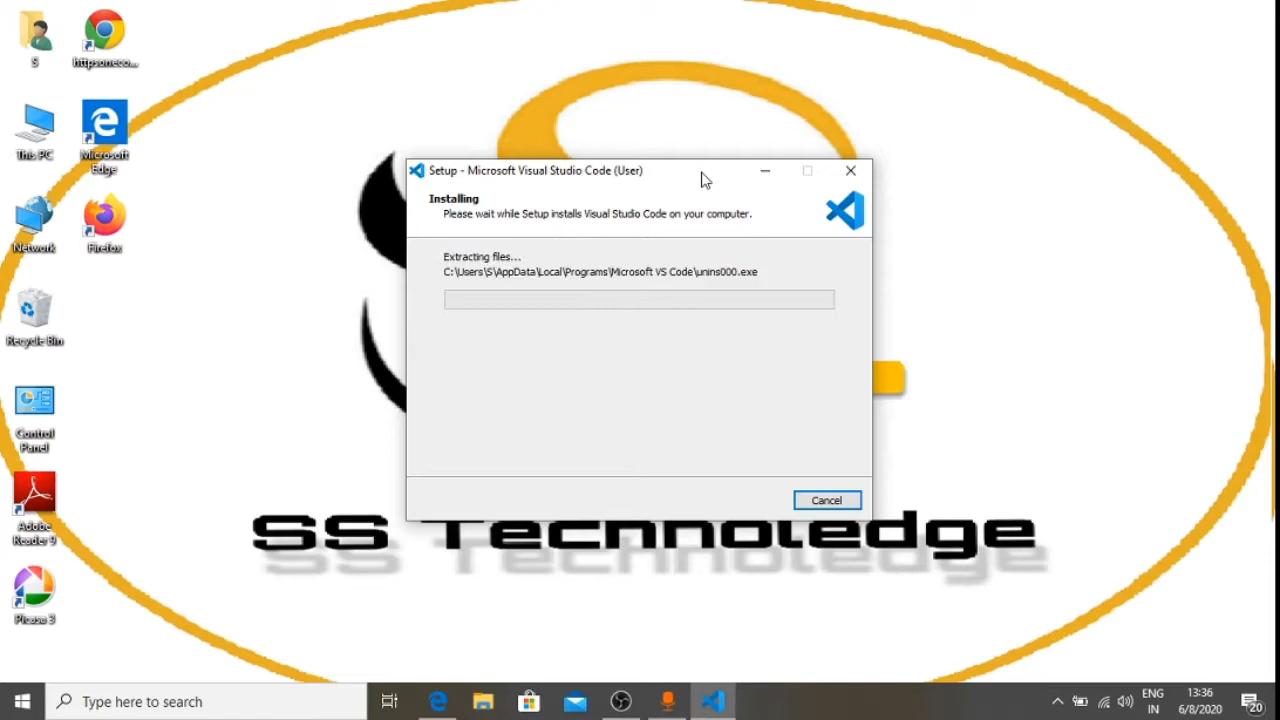 S
httpsoneco...
This PC
Microsoft
Edge
Network
Firefox
Recycle Bin
Control
Panel
Adobe
Reader 9
Picasa 3
Setup - Microsoft Visual Studio Code (User)
Installing
Please wait while Setup installs Visual Studio Code on your computer.
Extracting files...
C:\Users\S\AppData\Local\Programs\Microsoft VS Code\unins000.exe
Cancel
SS Technoledge
Type here to search
ENG
IN
13:36
6/8/2020
20